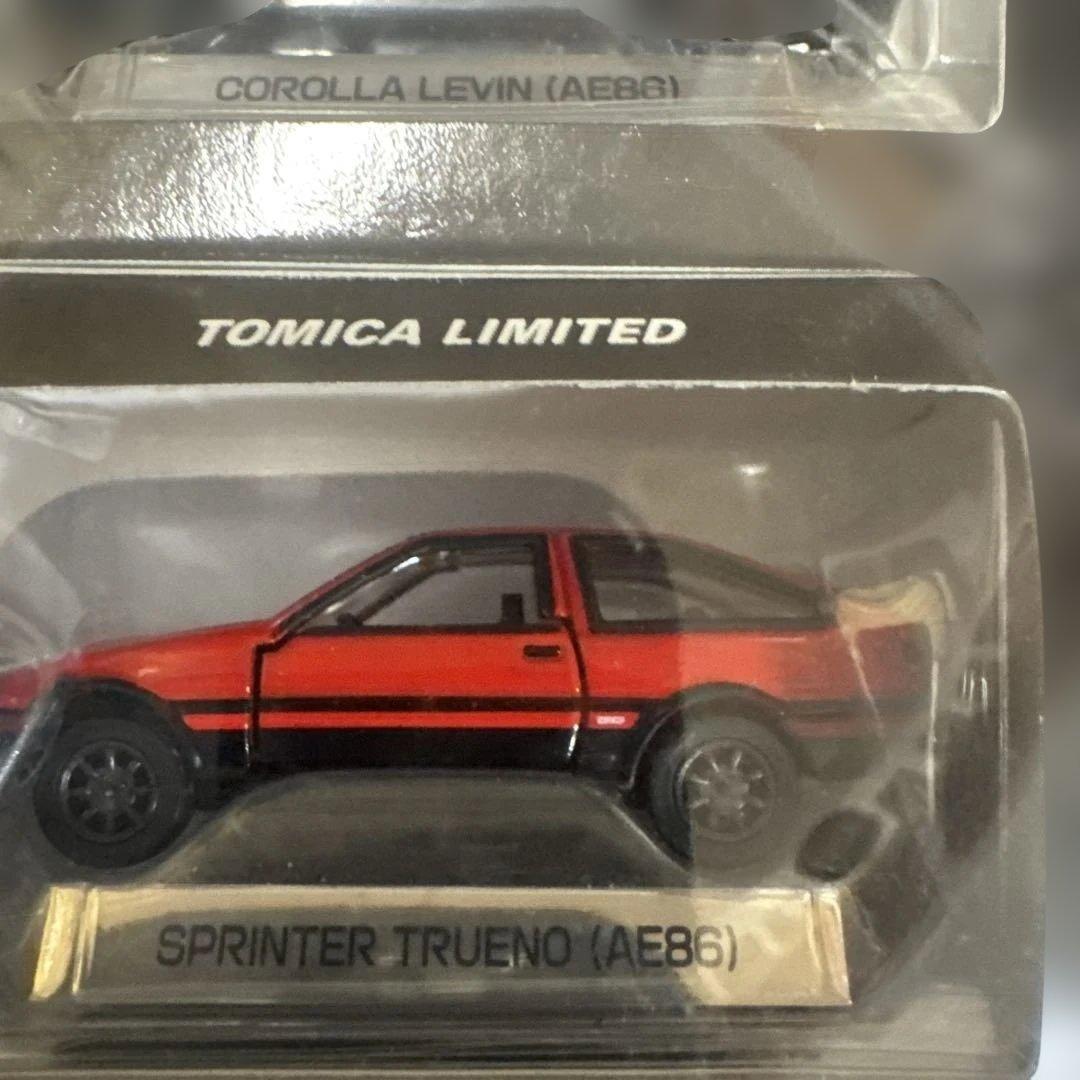 COROLLA LEVIN (AE86)
TOMICA LIMITED
SPRINTER TRUENO (AE86)